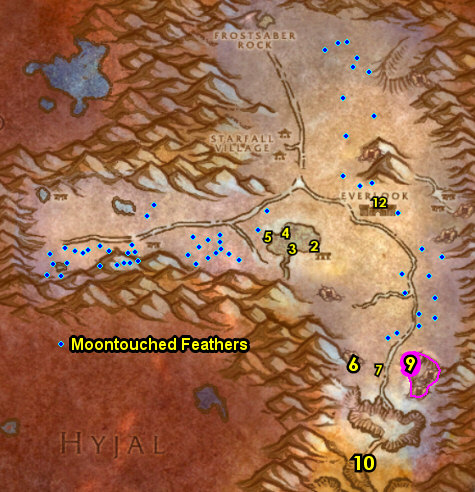 FROSTSABER
ROCK
STARFALL
VILLAGE
EVERLOOK
12
5
4
3
2
Moontouched Feathers
6
7
9
HYJAL
10